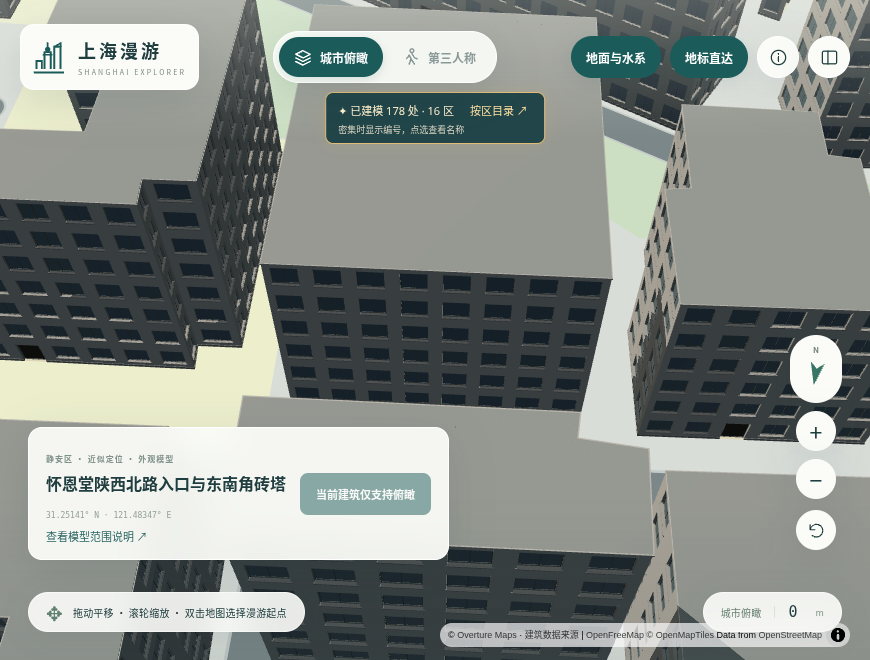 上海漫游
SHANGHAI EXPLORER
城市俯瞰
第三人称
地面与水系
地标直达
✦ 已建模 178 处 · 16 区 按区目录 ↗
密集时显示编号，点选查看名称
N
+
−
静安区 · 近似定位 · 外观模型
怀恩堂陕西北路入口与东南角砖塔
当前建筑仅支持俯瞰
31.25141° N · 121.48347° E
查看模型范围说明 ↗
拖动平移 · 滚轮缩放 · 双击地图选择漫游起点
城市俯瞰 0 m
© Overture Maps · 建筑数据来源 | OpenFreeMap © OpenMapTiles Data from OpenStreetMap